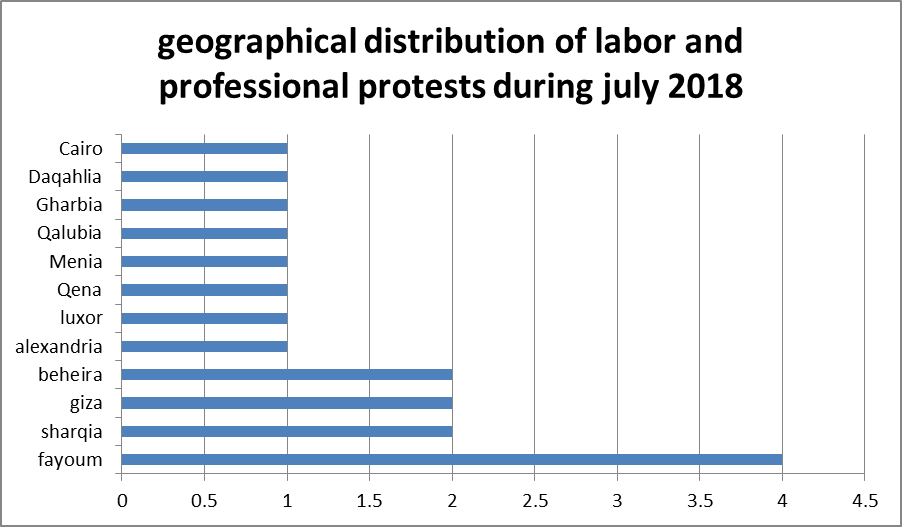 geographical distribution of labor and
professional protests during july 2018
Cairo
Daqahlia
Gharbia
Qalubia
Menia
Qena
luxor
alexandria
beheira
giza
sharqia
fayoum
0 0.5 1 1.5 2 2.5 3 3.5 4 4.5